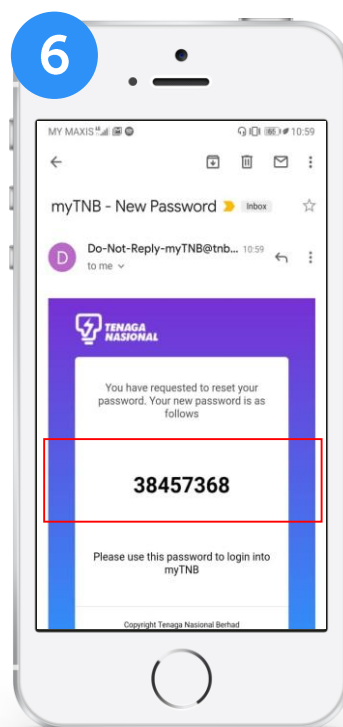 6
MY MAXIS 65 10:59
myTNB - New Password Inbox
D
Do-Not-Reply-myTNB@tnb... 10:59
to me
TENAGA
NASIONAL
You have requested to reset your
password. Your new password is as
follows
38457368
Please use this password to login into
myTNB
Copyright Tenaga Nasional Berhad